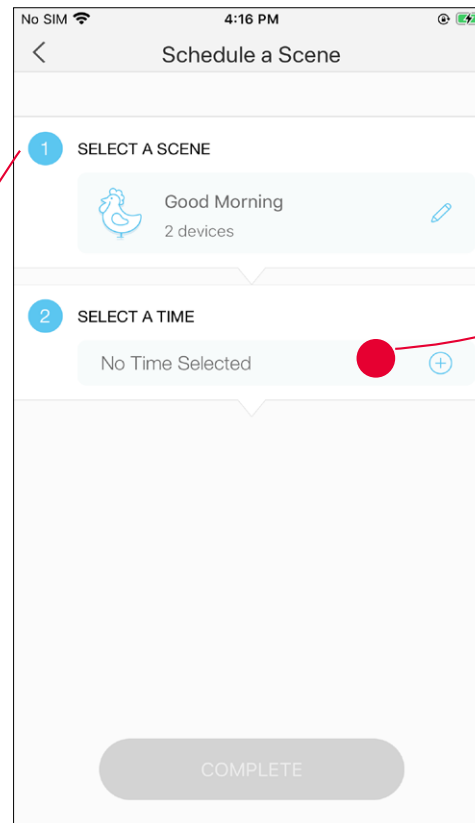 No SIM 4:16 PM
Schedule a Scene
1 SELECT A SCENE
Good Morning
2 devices
2 SELECT A TIME
No Time Selected
COMPLETE